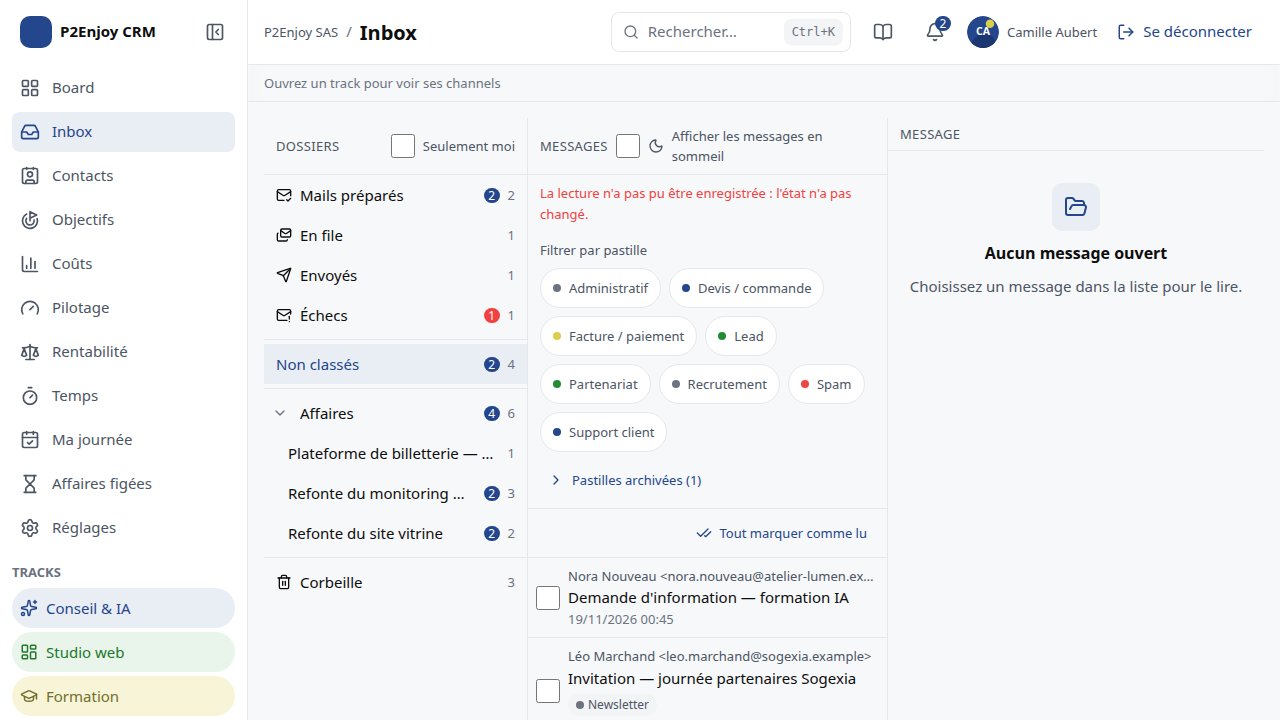 P2Enjoy CRM
Board
Inbox
Contacts
Objectifs
Coûts
Pilotage
Rentabilité
Temps
Ma journée
Affaires figées
Réglages
TRACKS
Conseil & IA
Studio web
Formation
P2Enjoy SAS / Inbox
Rechercher... Ctrl+K
2
CA Camille Aubert
Se déconnecter
Ouvrez un track pour voir ses channels
DOSSIERS Seulement moi
Mails préparés 2 2
En file 1
Envoyés 1
Échecs 1 1
Non classés 2 4
Affaires 4 6
Plateforme de billetterie — ... 1
Refonte du monitoring ... 2 3
Refonte du site vitrine 2 2
Corbeille 3
MESSAGES Afficher les messages en
sommeil
La lecture n'a pas pu être enregistrée : l'état n'a pas
changé.
Filtrer par pastille
Administratif Devis / commande
Facture / paiement Lead
Partenariat Recrutement Spam
Support client
Pastilles archivées (1)
Tout marquer comme lu
Nora Nouveau <nora.nouveau@atelier-lumen.ex...
Demande d'information — formation IA
19/11/2026 00:45
Léo Marchand <leo.marchand@sogexia.example>
Invitation — journée partenaires Sogexia
Newsletter
MESSAGE
Aucun message ouvert
Choisissez un message dans la liste pour le lire.